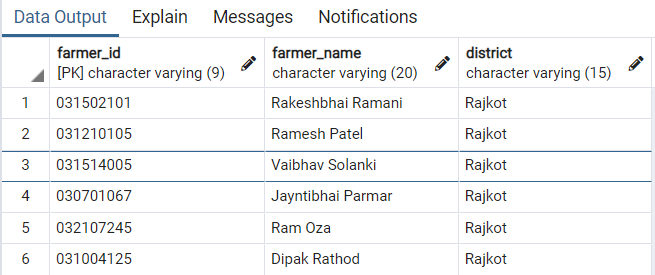 Data Output Explain Messages Notifications
farmer_id farmer_name district
[PK] character varying (9) character varying (20) character varying (15)
1 031502101 Rakeshbhai Ramani Rajkot
2 031210105 Ramesh Patel Rajkot
3 031514005 Vaibhav Solanki Rajkot
4 030701067 Jayntibhai Parmar Rajkot
5 032107245 Ram Oza Rajkot
6 031004125 Dipak Rathod Rajkot